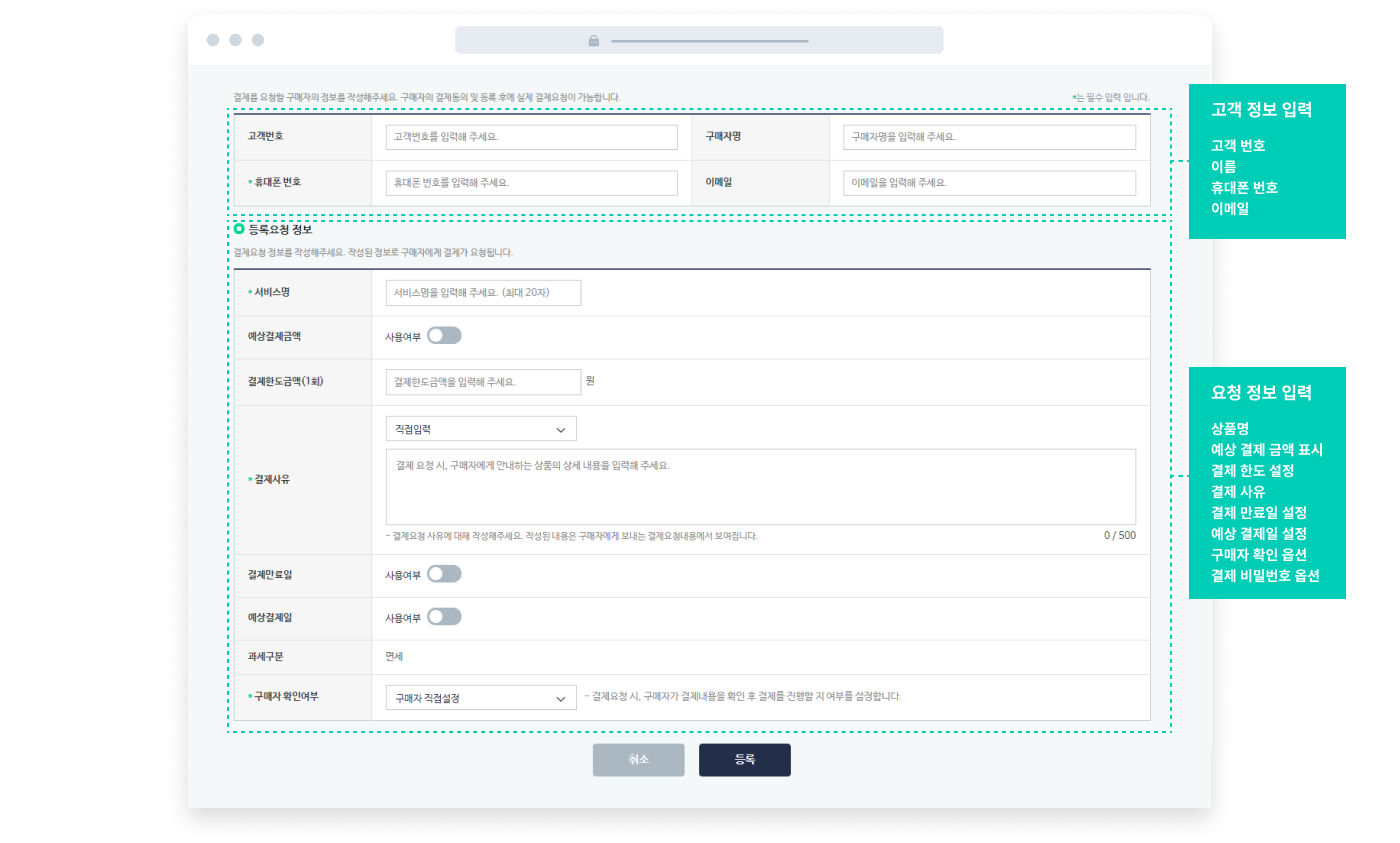 결제를 요청할 구매자의 정보를 작성해주세요. 구매자의 결제동의 및 등록 후에 실제 결제요청이 가능합니다.
*는 필수 입력 입니다.
고객번호 고객번호를 입력해 주세요. 구매자명 구매자명을 입력해 주세요.
* 휴대폰 번호 휴대폰 번호를 입력해 주세요. 이메일 이메일을 입력해 주세요.
등록요청 정보
결제요청 정보를 작성해주세요. 작성된 정보로 구매자에게 결제가 요청됩니다.
* 서비스명 서비스명을 입력해 주세요. (최대 20자)
예상결제금액 사용여부
결제한도금액(1회) 결제한도금액을 입력해 주세요. 원
직접입력
* 결제사유
결제 요청 시, 구매자에게 안내하는 상품의 상세 내용을 입력해 주세요.
- 결제요청 사유에 대해 작성해주세요. 작성된 내용은 구매자에게 보내는 결제요청내용에서 보여집니다. 0 / 500
결제만료일 사용여부
예상결제일 사용여부
과세구분 면세
* 구매자 확인여부 구매자 직접설정 - 결제요청 시, 구매자가 결제내용을 확인 후 결제를 진행할 지 여부를 설정합니다.
취소 등록
고객 정보 입력
고객 번호
이름
휴대폰 번호
이메일
요청 정보 입력
상품명
예상 결제 금액 표시
결제 한도 설정
결제 사유
결제 만료일 설정
예상 결제일 설정
구매자 확인 옵션
결제 비밀번호 옵션